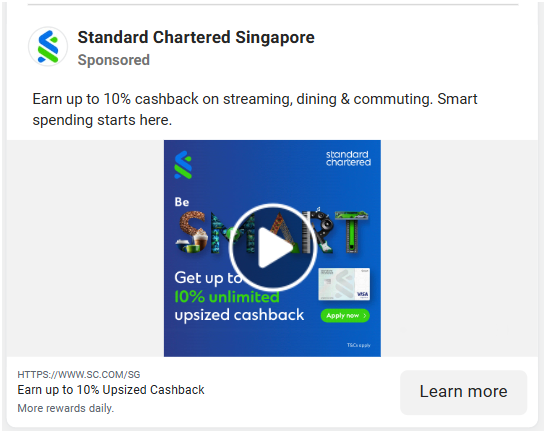 Standard Chartered Singapore
Sponsored
Earn up to 10% cashback on streaming, dining & commuting. Smart
spending starts here.
standard
chartered
Be
SMART
Get up to
10% unlimited
upsized cashback
VISA
Apply now
T&Cs apply
HTTPS://WWW.SC.COM/SG
Earn up to 10% Upsized Cashback
More rewards daily.
Learn more